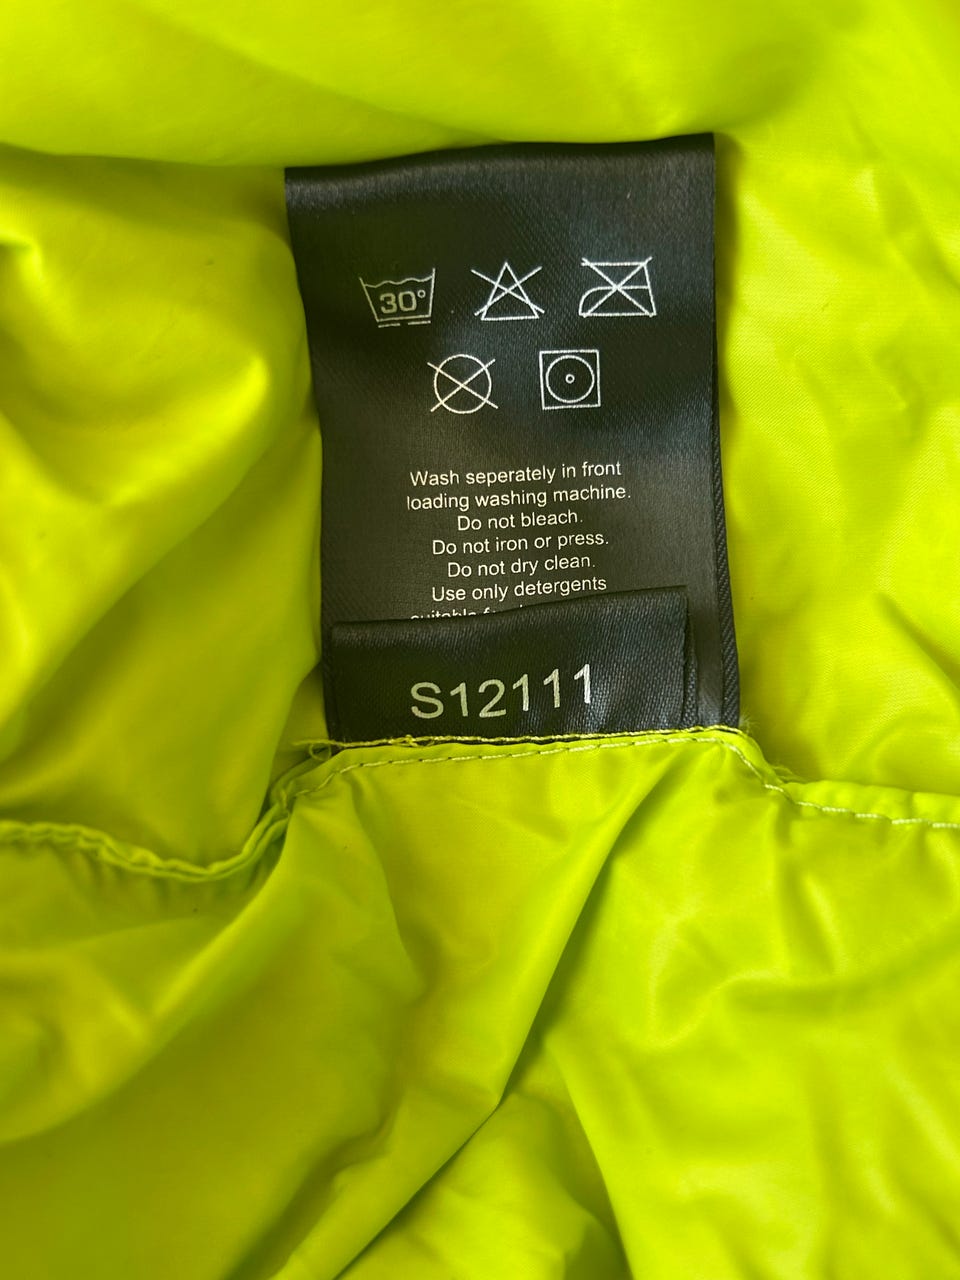 30°
Wash seperately in front
loading washing machine.
Do not bleach.
Do not iron or press.
Do not dry clean.
Use only detergents
S12111